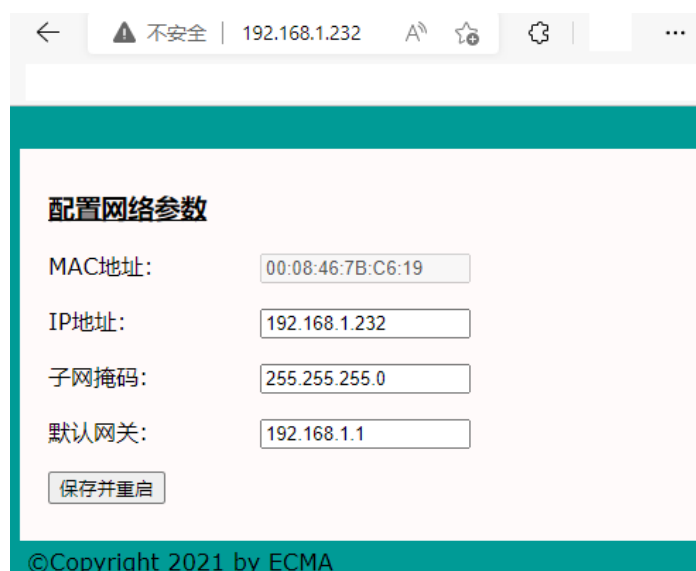 不安全 | 192.168.1.232
配置网络参数
MAC地址: 00:08:46:7B:C6:19
IP地址: 192.168.1.232
子网掩码: 255.255.255.0
默认网关: 192.168.1.1
保存并重启
©Copyright 2021 by ECMA